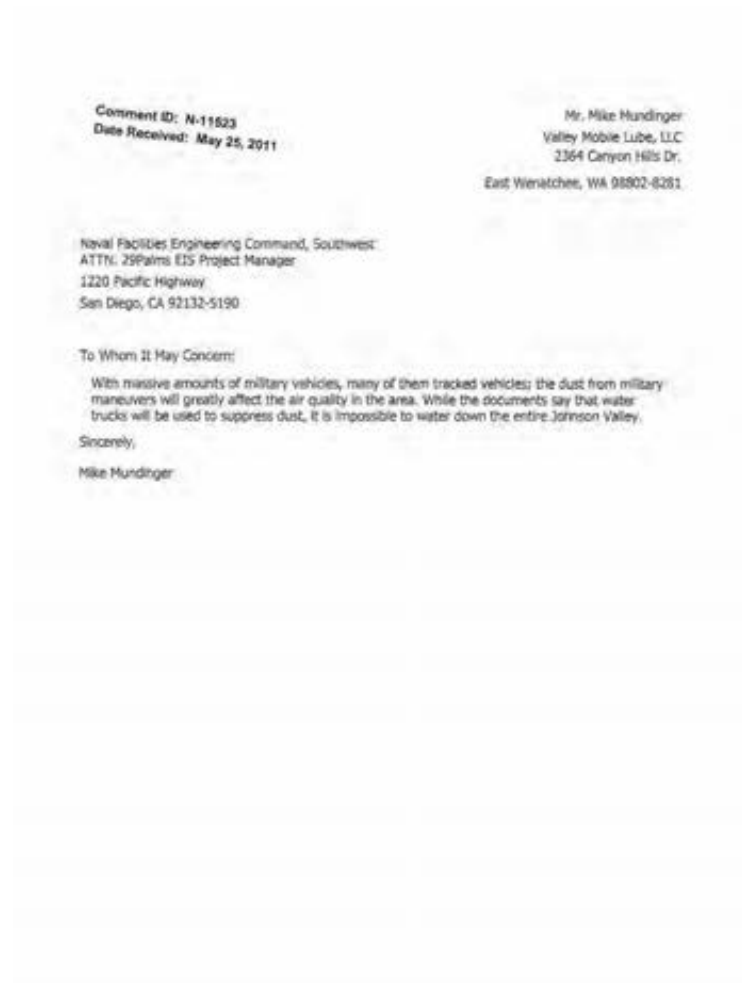 Comment ID: N-11523
Date Received: May 25, 2011
Mr. Mike Mundinger
Valley Mobile Lube, LLC
2364 Canyon Hills Dr.
East Wenatchee, WA 98802-8281
Naval Facilities Engineering Command, Southwest
ATTN. 29Palms EIS Project Manager
1220 Pacific Highway
San Diego, CA 92132-5190
To Whom It May Concern:
With massive amounts of military vehicles, many of them tracked vehicles; the dust from military
maneuvers will greatly affect the air quality in the area. While the documents say that water
trucks will be used to suppress dust, it is impossible to water down the entire Johnson Valley.
Sincerely,
Mike Mundinger